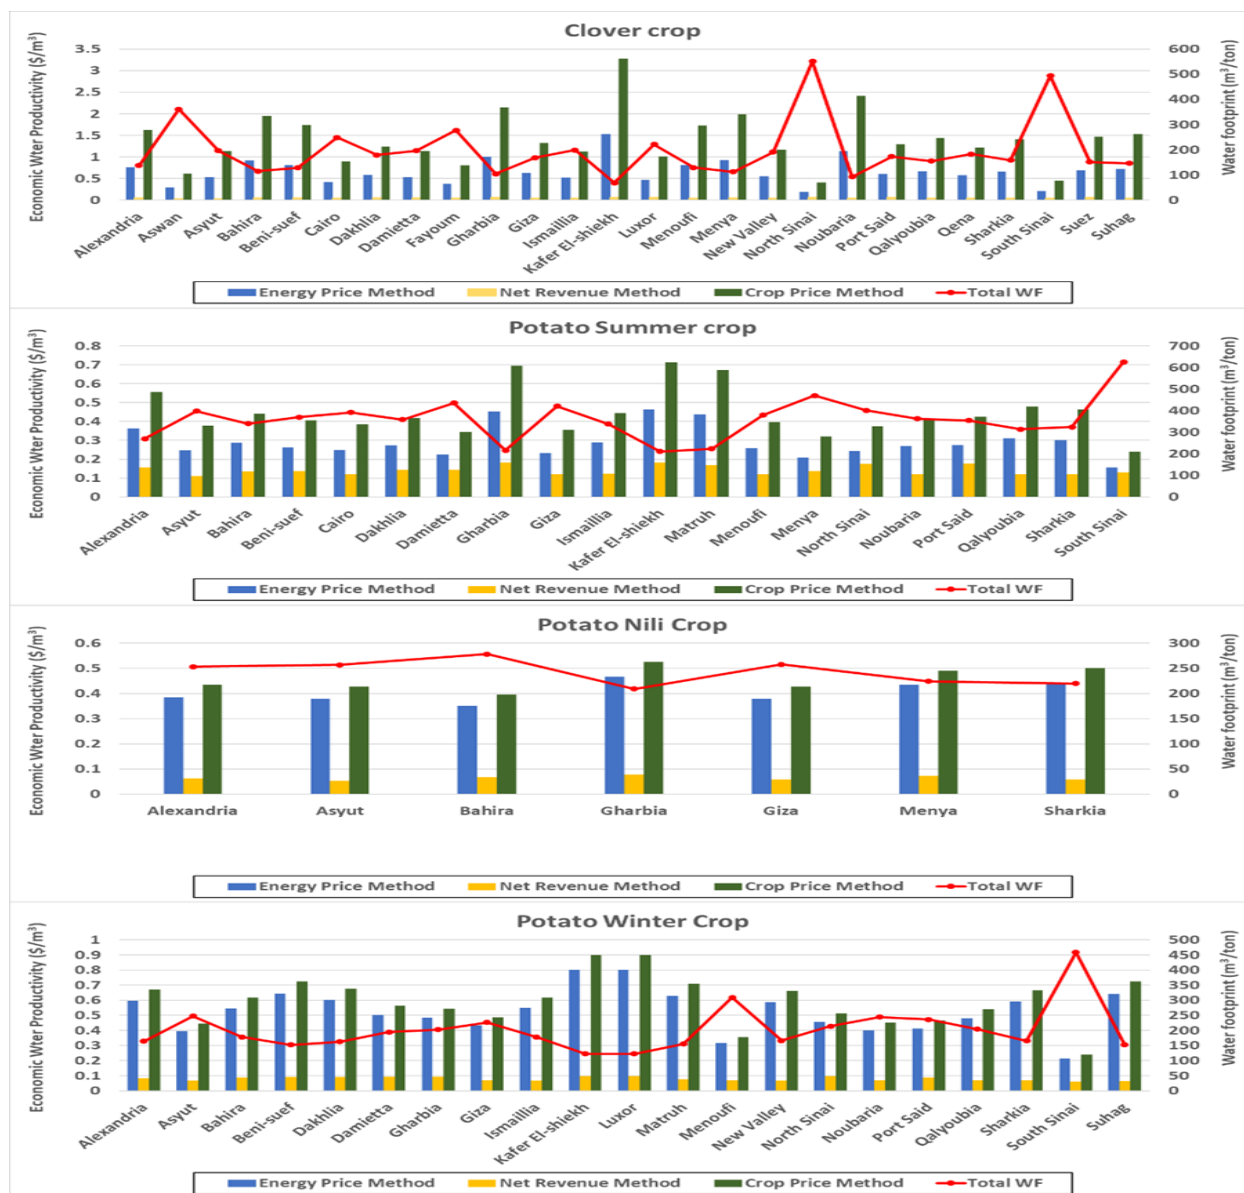 Clover crop
Economic Wter Productivity ($/m³)
Water footprint (m³/ton)
3.5
3
2.5
2
1.5
1
0.5
0
600
500
400
300
200
100
0
Alexandria
Aswan
Asyut
Bahira
Beni-suef
Cairo
Dakhlia
Damietta
Fayoum
Gharbia
Giza
Ismaillia
Kafer El-shiekh
Luxor
Menoufi
Menya
New Valley
North Sinai
Noubaria
Port Said
Qalyoubia
Qena
Sharkia
South Sinai
Suez
Suhag
Energy Price Method Net Revenue Method Crop Price Method Total WF
Potato Summer crop
Economic Wter Productivity ($/m³)
Water footprint (m³/ton)
0.8
0.7
0.6
0.5
0.4
0.3
0.2
0.1
0
700
600
500
400
300
200
100
0
Alexandria
Asyut
Bahira
Beni-suef
Cairo
Dakhlia
Damietta
Gharbia
Giza
Ismaillia
Kafer El-shiekh
Matruh
Menoufi
Menya
North Sinai
Noubaria
Port Said
Qalyoubia
Sharkia
South Sinai
Energy Price Method Net Revenue Method Crop Price Method Total WF
Potato Nili Crop
Economic Wter Productivity ($/m³)
Water footprint (m³/ton)
0.6
0.5
0.4
0.3
0.2
0.1
0
300
250
200
150
100
50
0
Alexandria Asyut Bahira Gharbia Giza Menya Sharkia
Energy Price Method Net Revenue Method Crop Price Method Total WF
Potato Winter Crop
Economic Wter Productivity ($/m³)
Water footprint (m³/ton)
1
0.9
0.8
0.7
0.6
0.5
0.4
0.3
0.2
0.1
0
500
450
400
350
300
250
200
150
100
50
0
Alexandria
Asyut
Bahira
Beni-suef
Dakhlia
Damietta
Gharbia
Giza
Ismaillia
Kafer El-shiekh
Luxor
Matruh
Menoufi
New Valley
North Sinai
Noubaria
Port Said
Qalyoubia
Sharkia
South Sinai
Suhag
Energy Price Method Net Revenue Method Crop Price Method Total WF